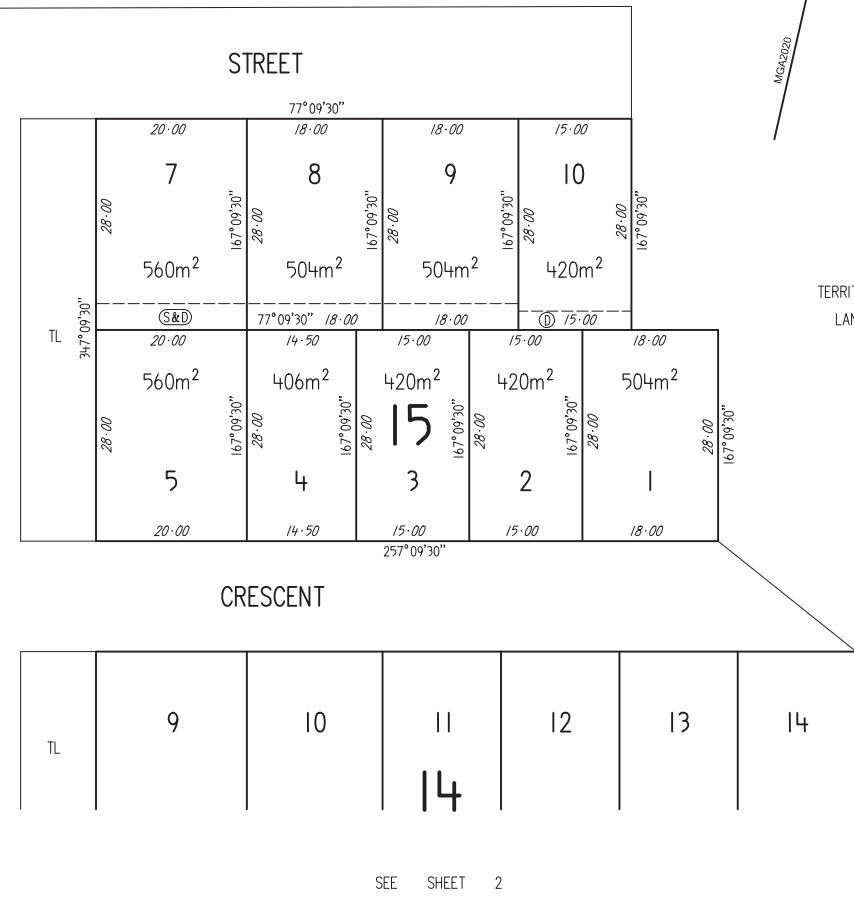 MGA2020
STREET
77°09'30"
20·00 18·00 18·00 15·00
7 8 9 10
28·00 167°09'30" 28·00 167°09'30" 28·00 167°09'30" 28·00 28·00 167°09'30"
560m² 504m² 504m² 420m²
TERRIT
LAN
S&D 77°09'30" 18·00 18·00 D 15·00
TL 347°09'30"
20·00 14·50 15·00 15·00 18·00
560m² 406m² 420m² 420m² 504m²
15
28·00 167°09'30" 28·00 167°09'30" 28·00 167°09'30" 28·00 167°09'30" 28·00 28·00 167°09'30"
5 4 3 2 1
20·00 14·50 15·00 15·00 18·00
257°09'30"
CRESCENT
9 10 11 12 13 14
TL
14
SEE SHEET 2